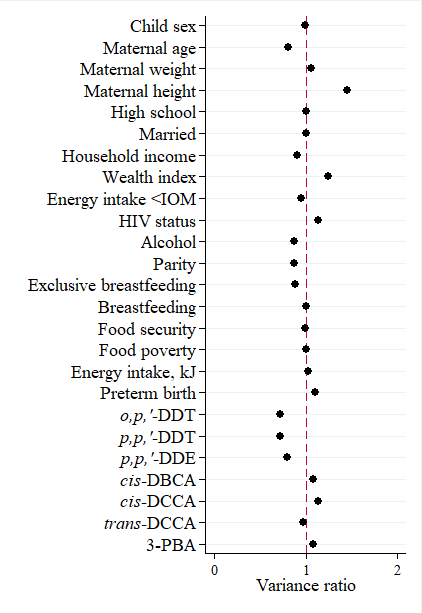 Child sex
Maternal age
Maternal weight
Maternal height
High school
Married
Household income
Wealth index
Energy intake <IOM
HIV status
Alcohol
Parity
Exclusive breastfeeding
Breastfeeding
Food security
Food poverty
Energy intake, kJ
Preterm birth
o,p,'-DDT
p,p,'-DDT
p,p,'-DDE
cis-DBCA
cis-DCCA
trans-DCCA
3-PBA
0 1 2
Variance ratio